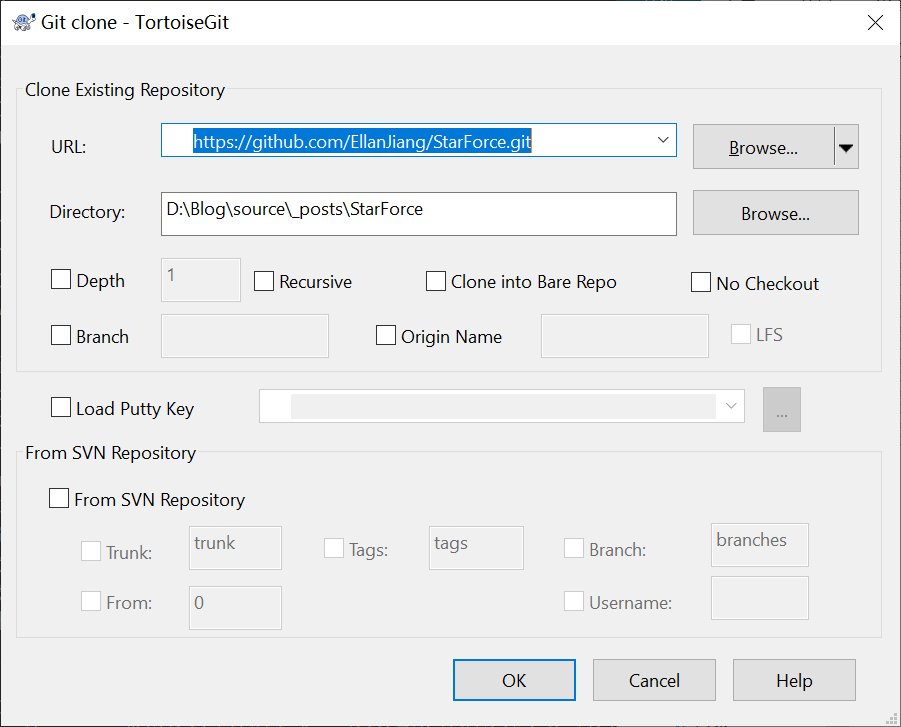 Git clone - TortoiseGit
Clone Existing Repository
URL: https://github.com/EllanJiang/StarForce.git Browse...
Directory: D:\Blog\source\_posts\StarForce Browse...
Depth 1 Recursive Clone into Bare Repo No Checkout
Branch Origin Name LFS
Load Putty Key ...
From SVN Repository
From SVN Repository
Trunk: trunk Tags: tags Branch: branches
From: 0 Username:
OK Cancel Help